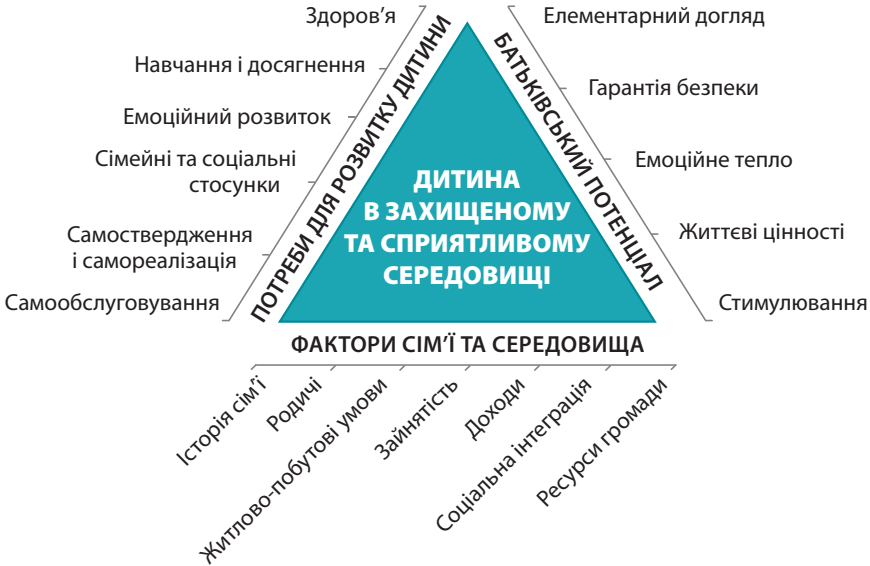 Здоров’я
Навчання і досягнення
Емоційний розвиток
Сімейні та соціальні
стосунки
Самоствердження
і самореалізація
Самообслуговування
ПОТРЕБИ ДЛЯ РОЗВИТКУ ДИТИНИ
ДИТИНА
В ЗАХИЩЕНОМУ
ТА СПРИЯТЛИВОМУ
СЕРЕДОВИЩІ
БАТЬКІВСЬКИЙ ПОТЕНЦІАЛ
Елементарний догляд
Гарантія безпеки
Емоційне тепло
Життєві цінності
Стимулювання
ФАКТОРИ СІМ’Ї ТА СЕРЕДОВИЩА
Історія сім’ї
Родичі
Житлово-побутові умови
Зайнятість
Доходи
Соціальна інтеграція
Ресурси громади